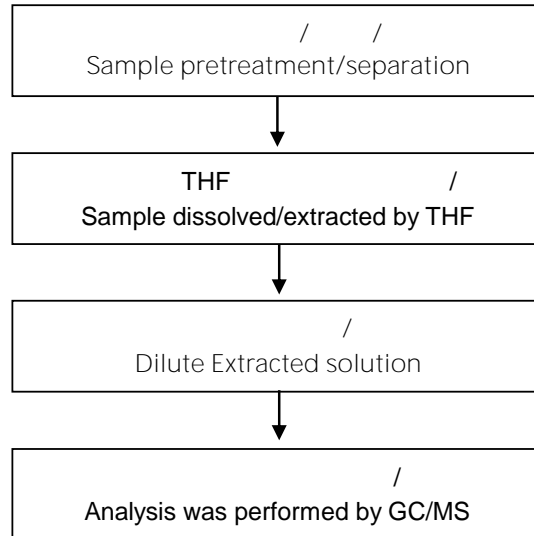 / /
Sample pretreatment/separation
THF /
Sample dissolved/extracted by THF
/
Dilute Extracted solution
/
Analysis was performed by GC/MS